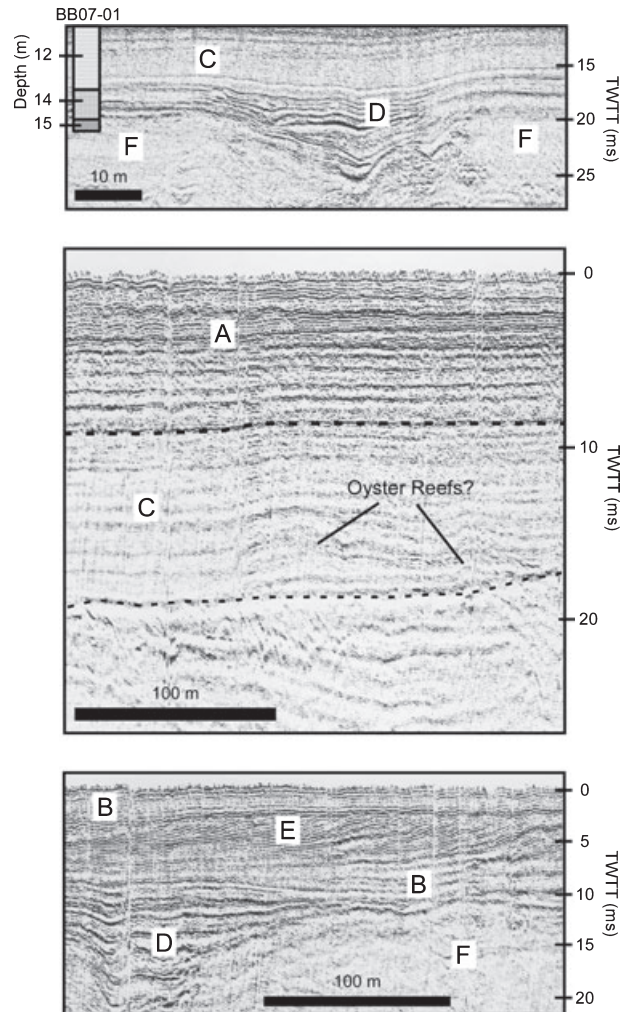 BB07-01
Depth (m)
12
14
15
C
D
F
F
10 m
15
20
25
TWTT (ms)
A
C
Oyster Reefs?
100 m
0
10
20
TWTT (ms)
B
E
B
D
F
100 m
0
5
10
15
20
TWTT (ms)